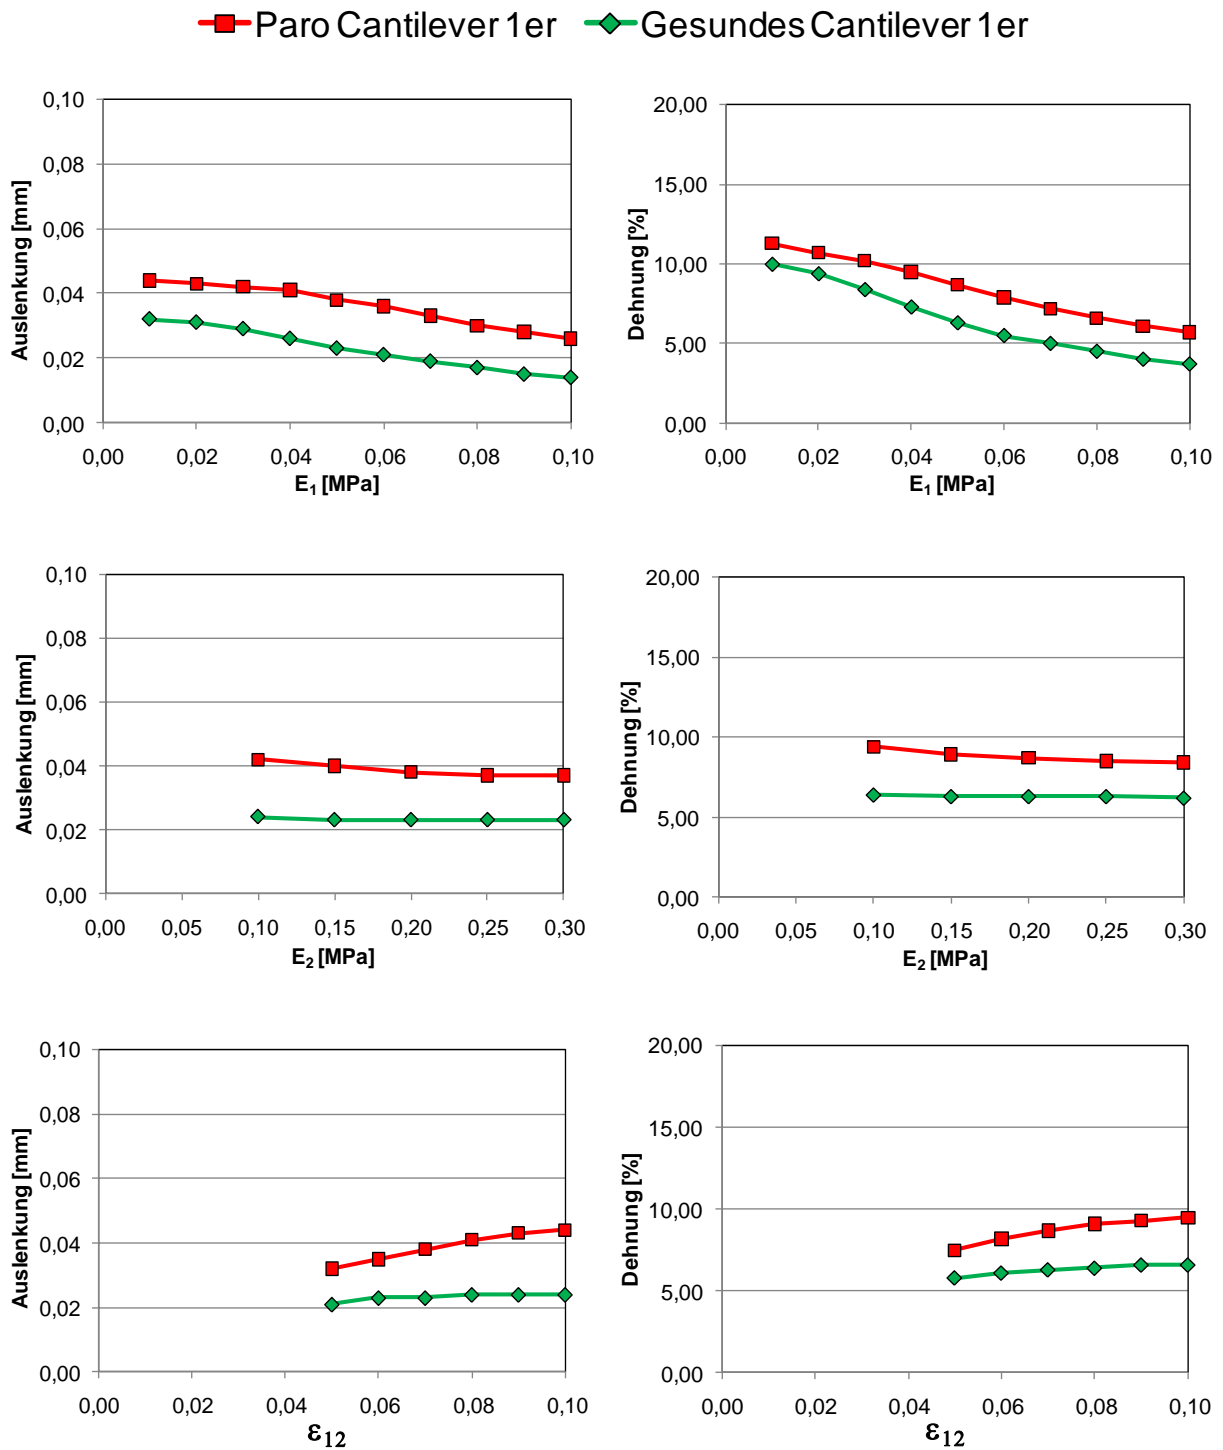 Paro Cantilever 1er Gesundes Cantilever 1er
Auslenkung [mm]
0,10
0,08
0,06
0,04
0,02
0,00
0,00 0,02 0,04 0,06 0,08 0,10
E1 [MPa]
Dehnung [%]
20,00
15,00
10,00
5,00
0,00
0,00 0,02 0,04 0,06 0,08 0,10
E1 [MPa]
Auslenkung [mm]
0,10
0,08
0,06
0,04
0,02
0,00
0,00 0,05 0,10 0,15 0,20 0,25 0,30
E2 [MPa]
Dehnung [%]
20,00
15,00
10,00
5,00
0,00
0,00 0,05 0,10 0,15 0,20 0,25 0,30
E2 [MPa]
Auslenkung [mm]
0,10
0,08
0,06
0,04
0,02
0,00
0,00 0,02 0,04 0,06 0,08 0,10
ε12
Dehnung [%]
20,00
15,00
10,00
5,00
0,00
0,00 0,02 0,04 0,06 0,08 0,10
ε12